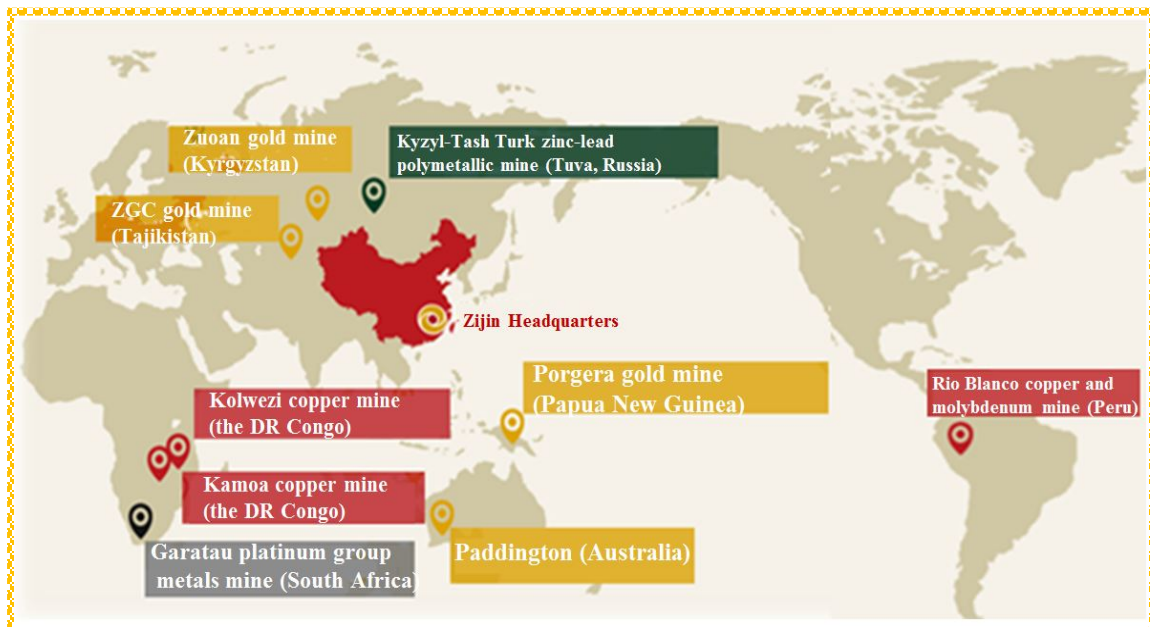 Zuoan gold mine
(Kyrgyzstan)
Kyzyl-Tash Turk zinc-lead
polymetallic mine (Tuva, Russia)
ZGC gold mine
(Tajikistan)
Zijin Headquarters
Porgera gold mine
(Papua New Guinea)
Rio Blanco copper and
molybdenum mine (Peru)
Kolwezi copper mine
(the DR Congo)
Kamoa copper mine
(the DR Congo)
Garatau platinum group
metals mine (South Africa)
Paddington (Australia)